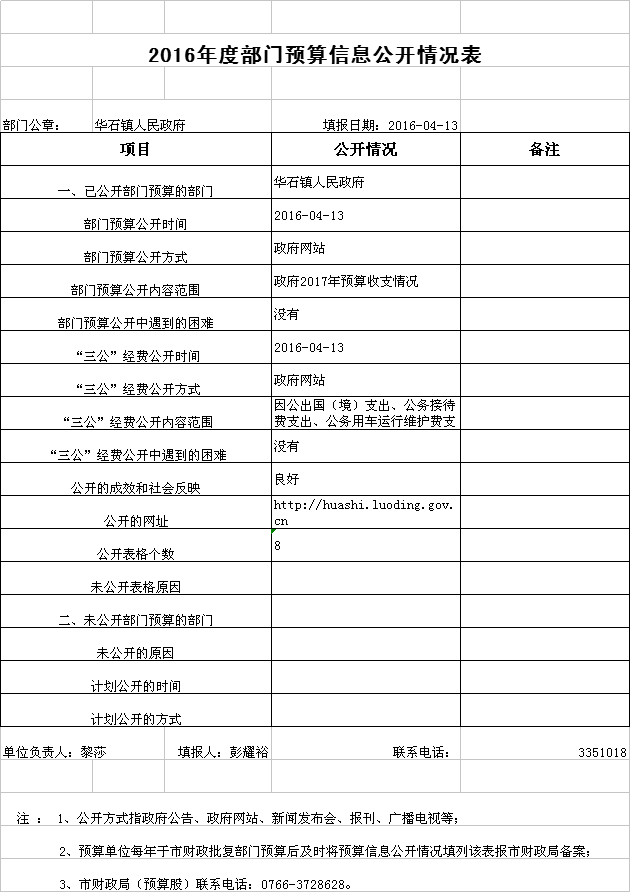 2016年度部门预算信息公开情况表
部门公章： 华石镇人民政府 填报日期：2016-04-13
项目 公开情况 备注
一、已公开部门预算的部门 华石镇人民政府
部门预算公开时间 2016-04-13
部门预算公开方式 政府网站
部门预算公开内容范围 政府2017年预算收支情况
部门预算公开中遇到的困难 没有
“三公”经费公开时间 2016-04-13
“三公”经费公开方式 政府网站
“三公”经费公开内容范围 因公出国（境）支出、公务接待
费支出、公务用车运行维护费支
“三公”经费公开中遇到的困难 没有
公开的成效和社会反映 良好
公开的网址 http://huashi.luoding.gov.
cn
公开表格个数 8
未公开表格原因
二、未公开部门预算的部门
未公开的原因
计划公开的时间
计划公开的方式
单位负责人：黎莎 填报人：彭耀裕 联系电话： 3351018
注 ： 1、公开方式指政府公告、政府网站、新闻发布会、报刊、广播电视等；
2、预算单位每年于市财政批复部门预算后及时将预算信息公开情况填列该表报市财政局备案；
3、市财政局（预算股）联系电话：0766-3728628。